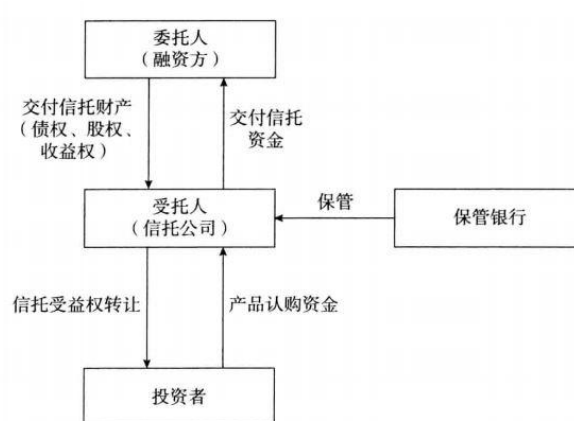 委托人
（融资方）
交付信托财产
（债权、股权、
收益权）
交付信托
资金
受托人
（信托公司）
保管
保管银行
信托受益权转让
产品认购资金
投资者